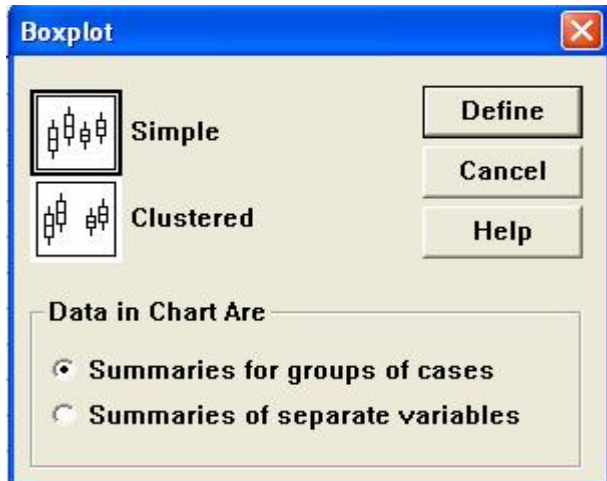 Boxplot
Simple
Clustered
Define
Cancel
Help
Data in Chart Are
Summaries for groups of cases
Summaries of separate variables